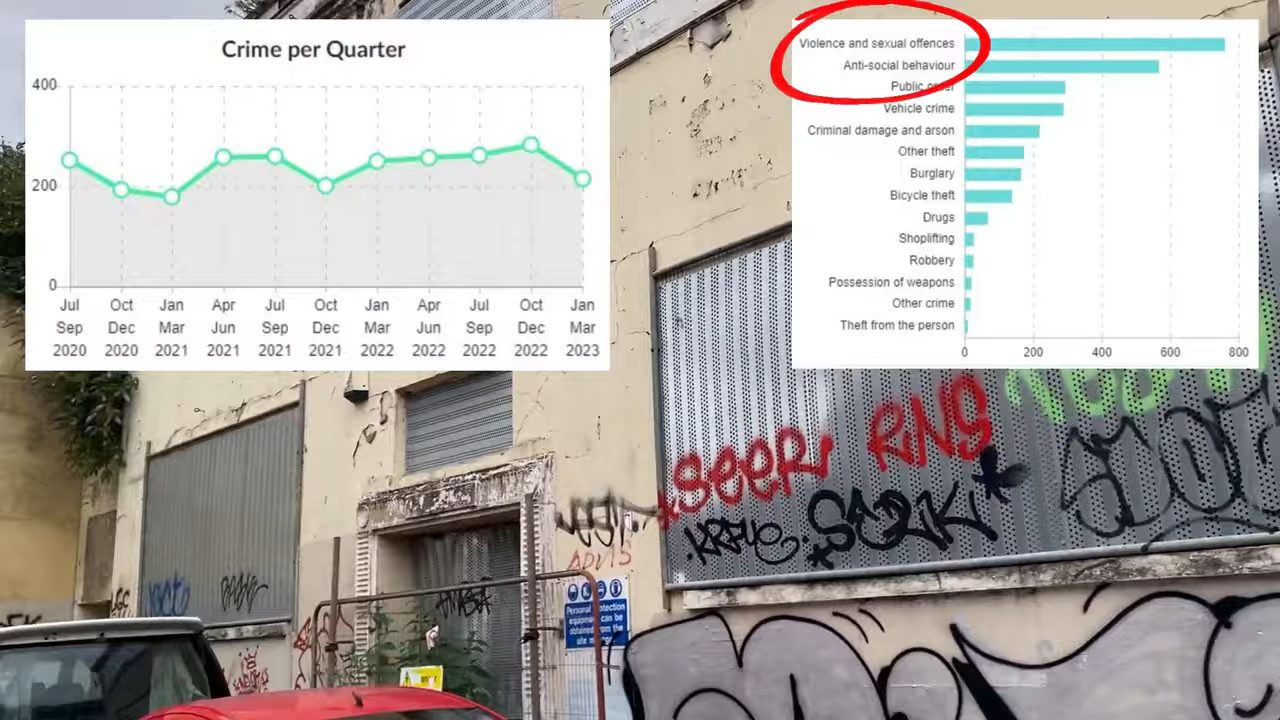 Crime per Quarter
400
200
0
Jul Oct Jan Apr Jul Oct Jan Apr Jul Oct Jan
Sep Dec Mar Jun Sep Dec Mar Jun Sep Dec Mar
2020 2020 2021 2021 2021 2021 2022 2022 2022 2022 2023
Violence and sexual offences
Anti-social behaviour
Public order
Vehicle crime
Criminal damage and arson
Other theft
Burglary
Bicycle theft
Drugs
Shoplifting
Robbery
Possession of weapons
Other crime
Theft from the person
0 200 400 600 800
SEER RNS
Personal Protection
equipment can be
obtained from the
site